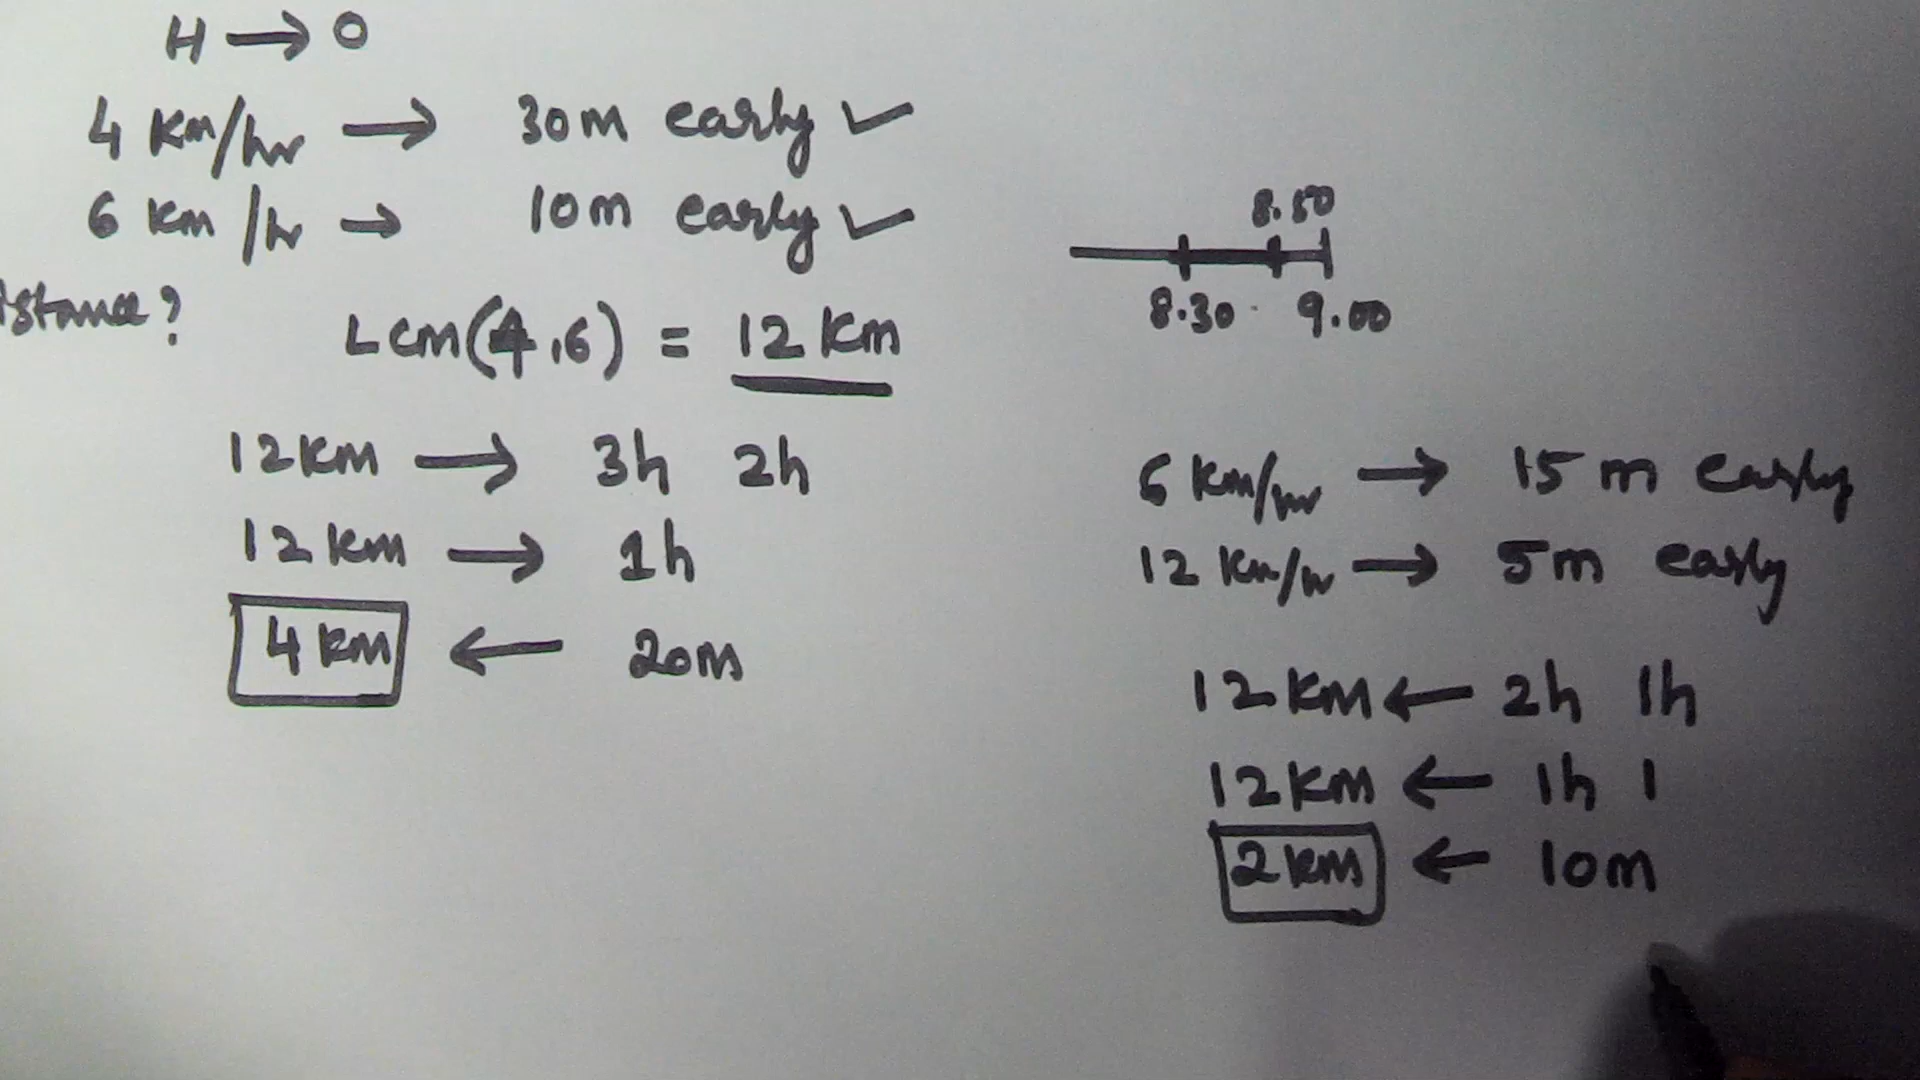 H → O
4 Km/hr → 30m early ✓
6 Km/hr → 10m early ✓
istance?
LCM(4,6) = 12 Km
12 Km → 3h 2h
12 Km → 1h
4 Km ← 20m
8.50
8.30 9.00
6 Km/hr → 15 m early
12 Km/hr → 5m early
12 Km ← 2h 1h
12 Km ← 1h 1
2 Km ← 10m